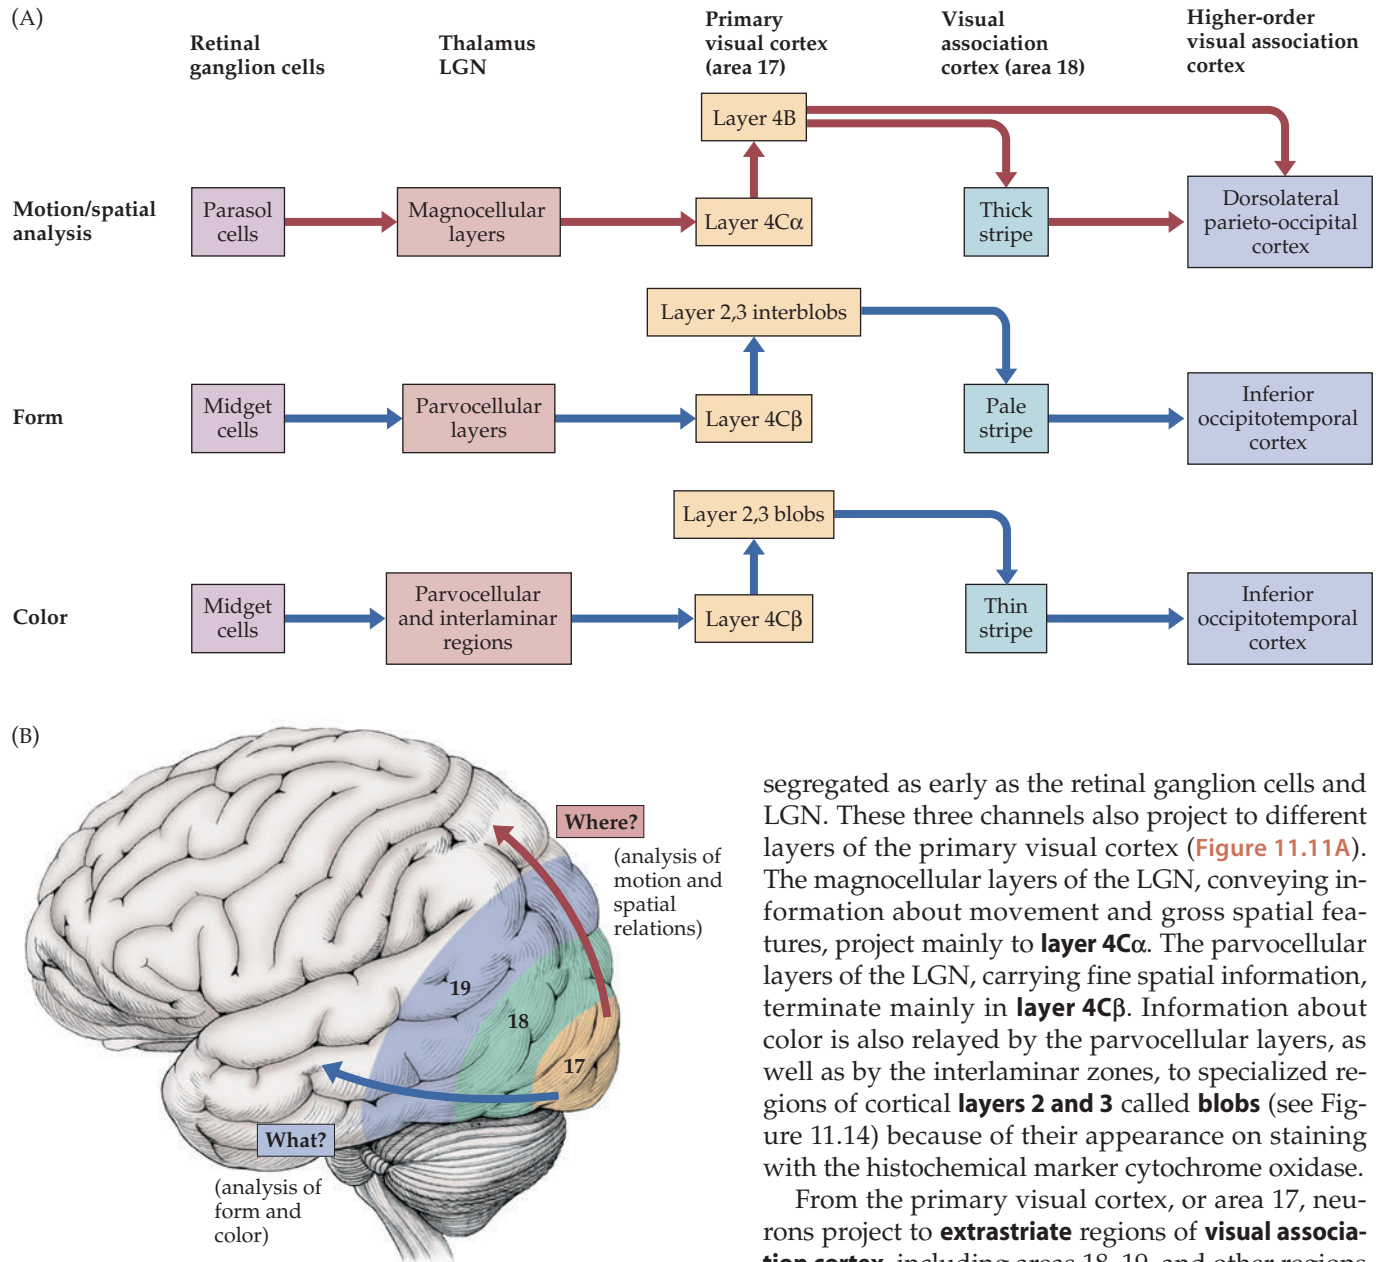 (A)
Retinal
ganglion cells
Thalamus
LGN
Primary
visual cortex
(area 17)
Visual
association
cortex (area 18)
Higher-order
visual association
cortex
Motion/spatial
analysis
Parasol
cells
Magnocellular
layers
Layer 4Cα
Layer 4B
Thick
stripe
Dorsolateral
parieto-occipital
cortex
Form
Midget
cells
Parvocellular
layers
Layer 4Cβ
Layer 2,3 interblobs
Pale
stripe
Inferior
occipitotemporal
cortex
Color
Midget
cells
Parvocellular
and interlaminar
regions
Layer 4Cβ
Layer 2,3 blobs
Thin
stripe
Inferior
occipitotemporal
cortex
(B)
Where?
(analysis of
motion and
spatial
relations)
19
18
17
What?
(analysis of
form and
color)
segregated as early as the retinal ganglion cells and
LGN. These three channels also project to different
layers of the primary visual cortex (Figure 11.11A).
The magnocellular layers of the LGN, conveying in-
formation about movement and gross spatial fea-
tures, project mainly to layer 4Cα. The parvocellular
layers of the LGN, carrying fine spatial information,
terminate mainly in layer 4Cβ. Information about
color is also relayed by the parvocellular layers, as
well as by the interlaminar zones, to specialized re-
gions of cortical layers 2 and 3 called blobs (see Fig-
ure 11.14) because of their appearance on staining
with the histochemical marker cytochrome oxidase.
From the primary visual cortex, or area 17, neu-
rons project to extrastriate regions of visual associa-
tion cortex, including areas 18, 19, and other regions